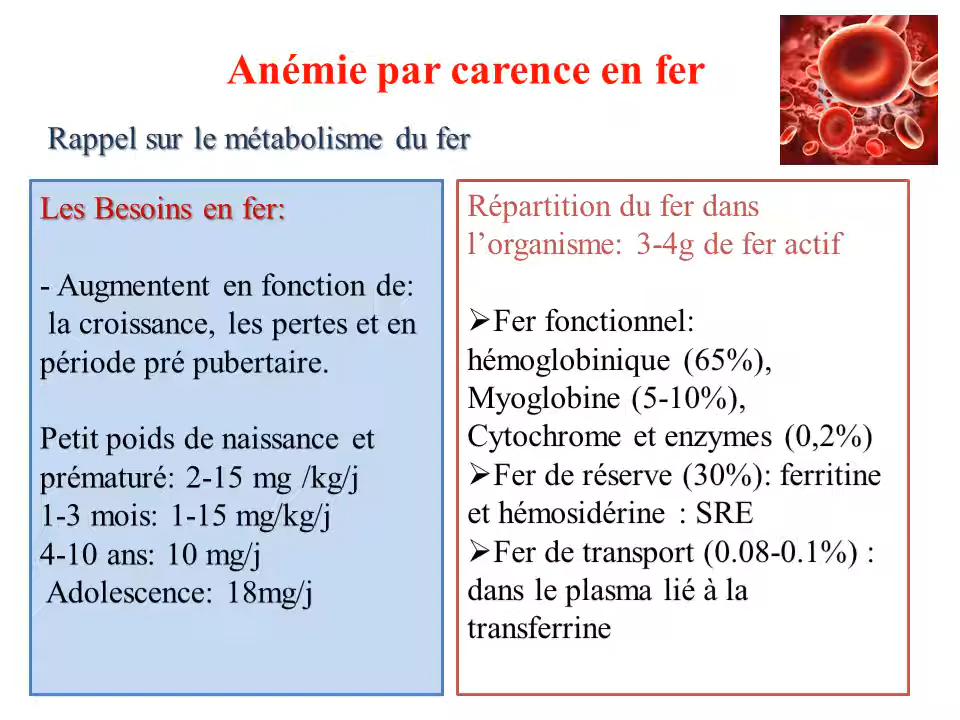 Anémie par carence en fer
Rappel sur le métabolisme du fer
Les Besoins en fer:
- Augmentent en fonction de:
la croissance, les pertes et en
période pré pubertaire.
Petit poids de naissance et
prématuré: 2-15 mg /kg/j
1-3 mois: 1-15 mg/kg/j
4-10 ans: 10 mg/j
Adolescence: 18mg/j
Répartition du fer dans
l’organisme: 3-4g de fer actif
➢Fer fonctionnel:
hémoglobinique (65%),
Myoglobine (5-10%),
Cytochrome et enzymes (0,2%)
➢Fer de réserve (30%): ferritine
et hémosidérine : SRE
➢Fer de transport (0.08-0.1%) :
dans le plasma lié à la
transferrine